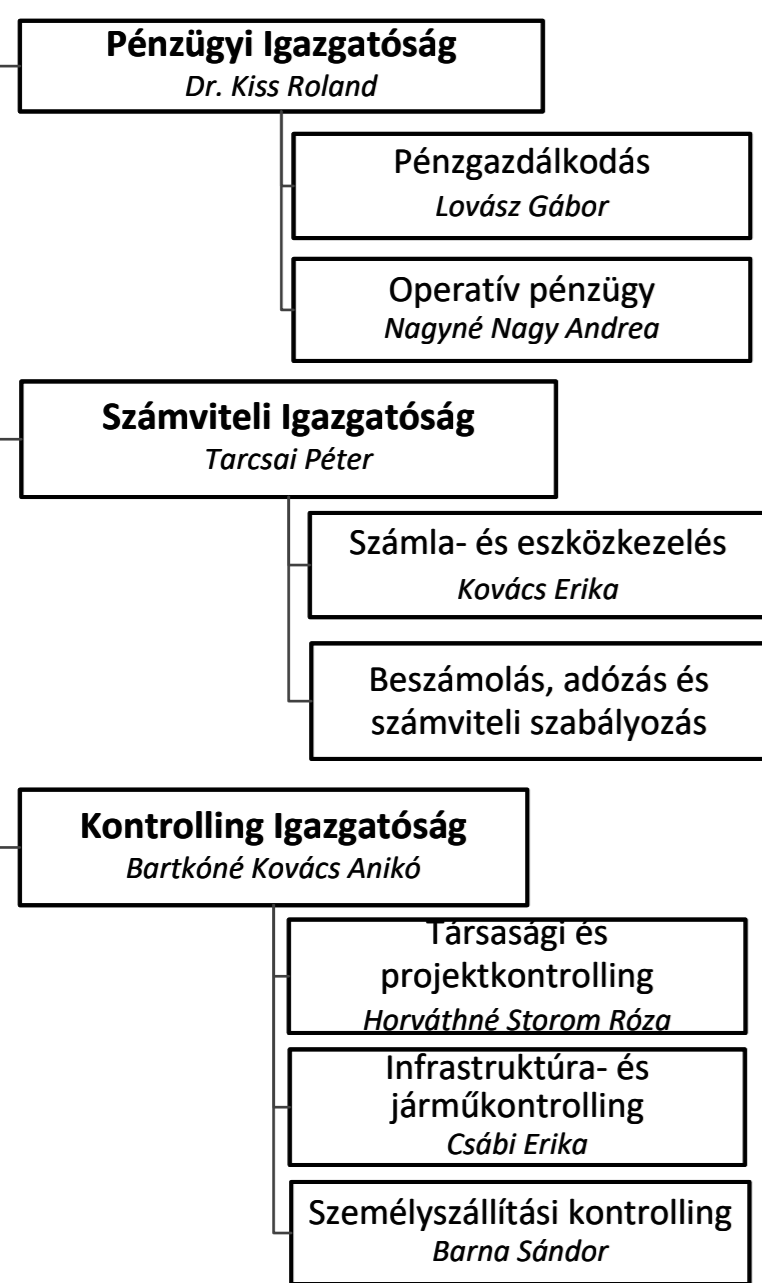 Pénzügyi Igazgatóság
Dr. Kiss Roland
Pénzgazdálkodás
Lovász Gábor
Operatív pénzügy
Nagyné Nagy Andrea
Számviteli Igazgatóság
Tarcsai Péter
Számla- és eszközkezelés
Kovács Erika
Beszámolás, adózás és
számviteli szabályozás
Kontrolling Igazgatóság
Bartkóné Kovács Anikó
Társasági és
projektkontrolling
Horváthné Storom Róza
Infrastruktúra- és
járműkontrolling
Csábi Erika
Személyszállítási kontrolling
Barna Sándor